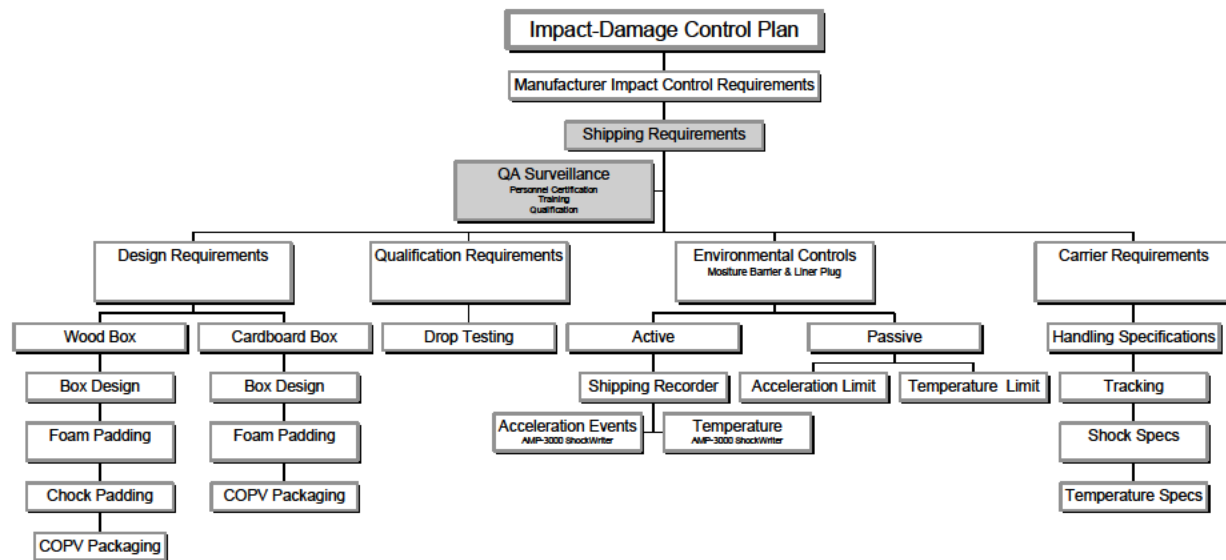 Impact-Damage Control Plan
Manufacturer Impact Control Requirements
Shipping Requirements
QA Surveillance
Personnel Certification
Training
Qualification
Design Requirements
Qualification Requirements
Environmental Controls
Mositure Barrier & Liner Plug
Carrier Requirements
Wood Box
Cardboard Box
Drop Testing
Active
Passive
Handling Specifications
Box Design
Box Design
Shipping Recorder
Acceleration Limit
Temperature Limit
Tracking
Foam Padding
Foam Padding
Acceleration Events
AMP-3000 ShockWriter
Temperature
AMP-3000 ShockWriter
Shock Specs
Chock Padding
COPV Packaging
Temperature Specs
COPV Packaging